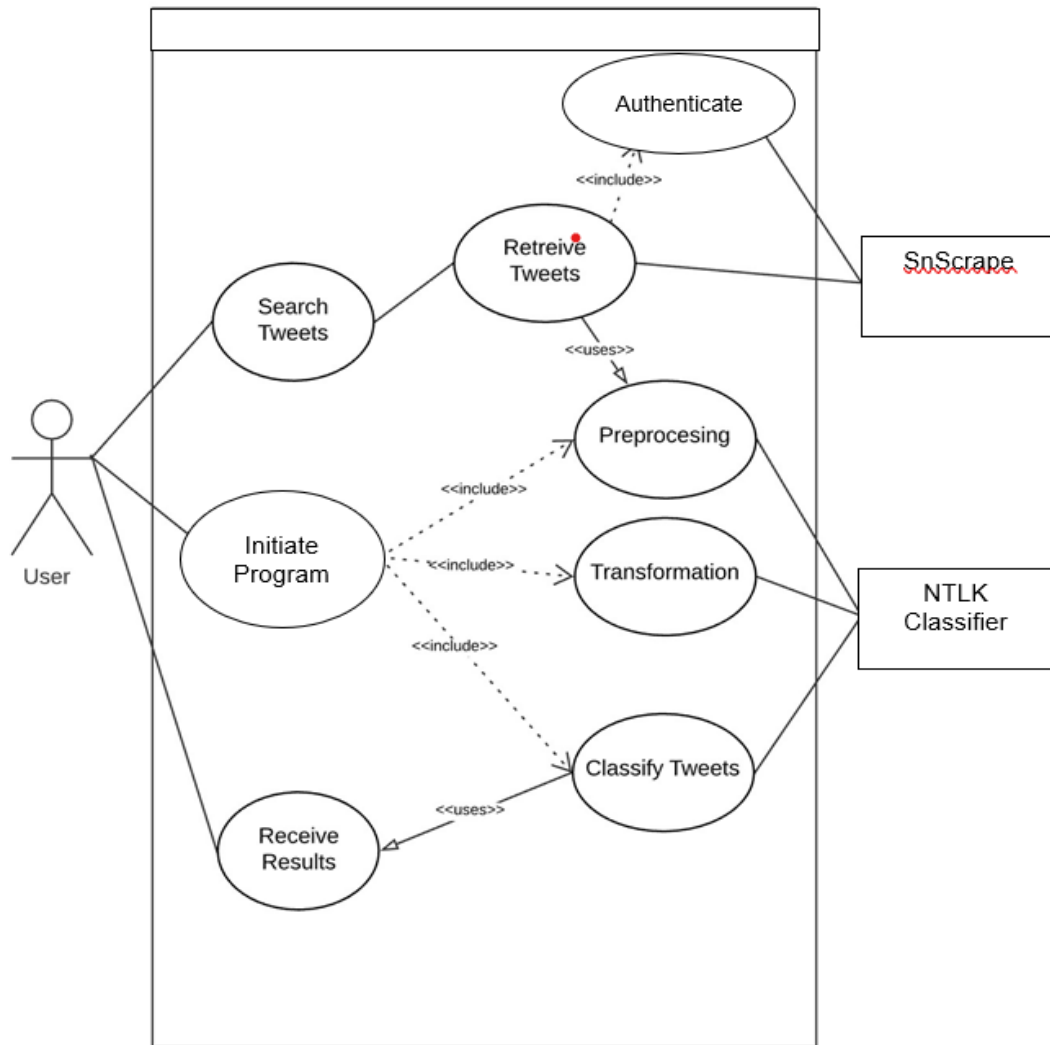 Authenticate
<<include>>
Retreive
Tweets
SnScrape
Search
Tweets
<<uses>>
Preprocesing
<<include>>
User
Initiate
Program
<<include>>
Transformation
NTLK
Classifier
<<include>>
Classify Tweets
<<uses>>
Receive
Results